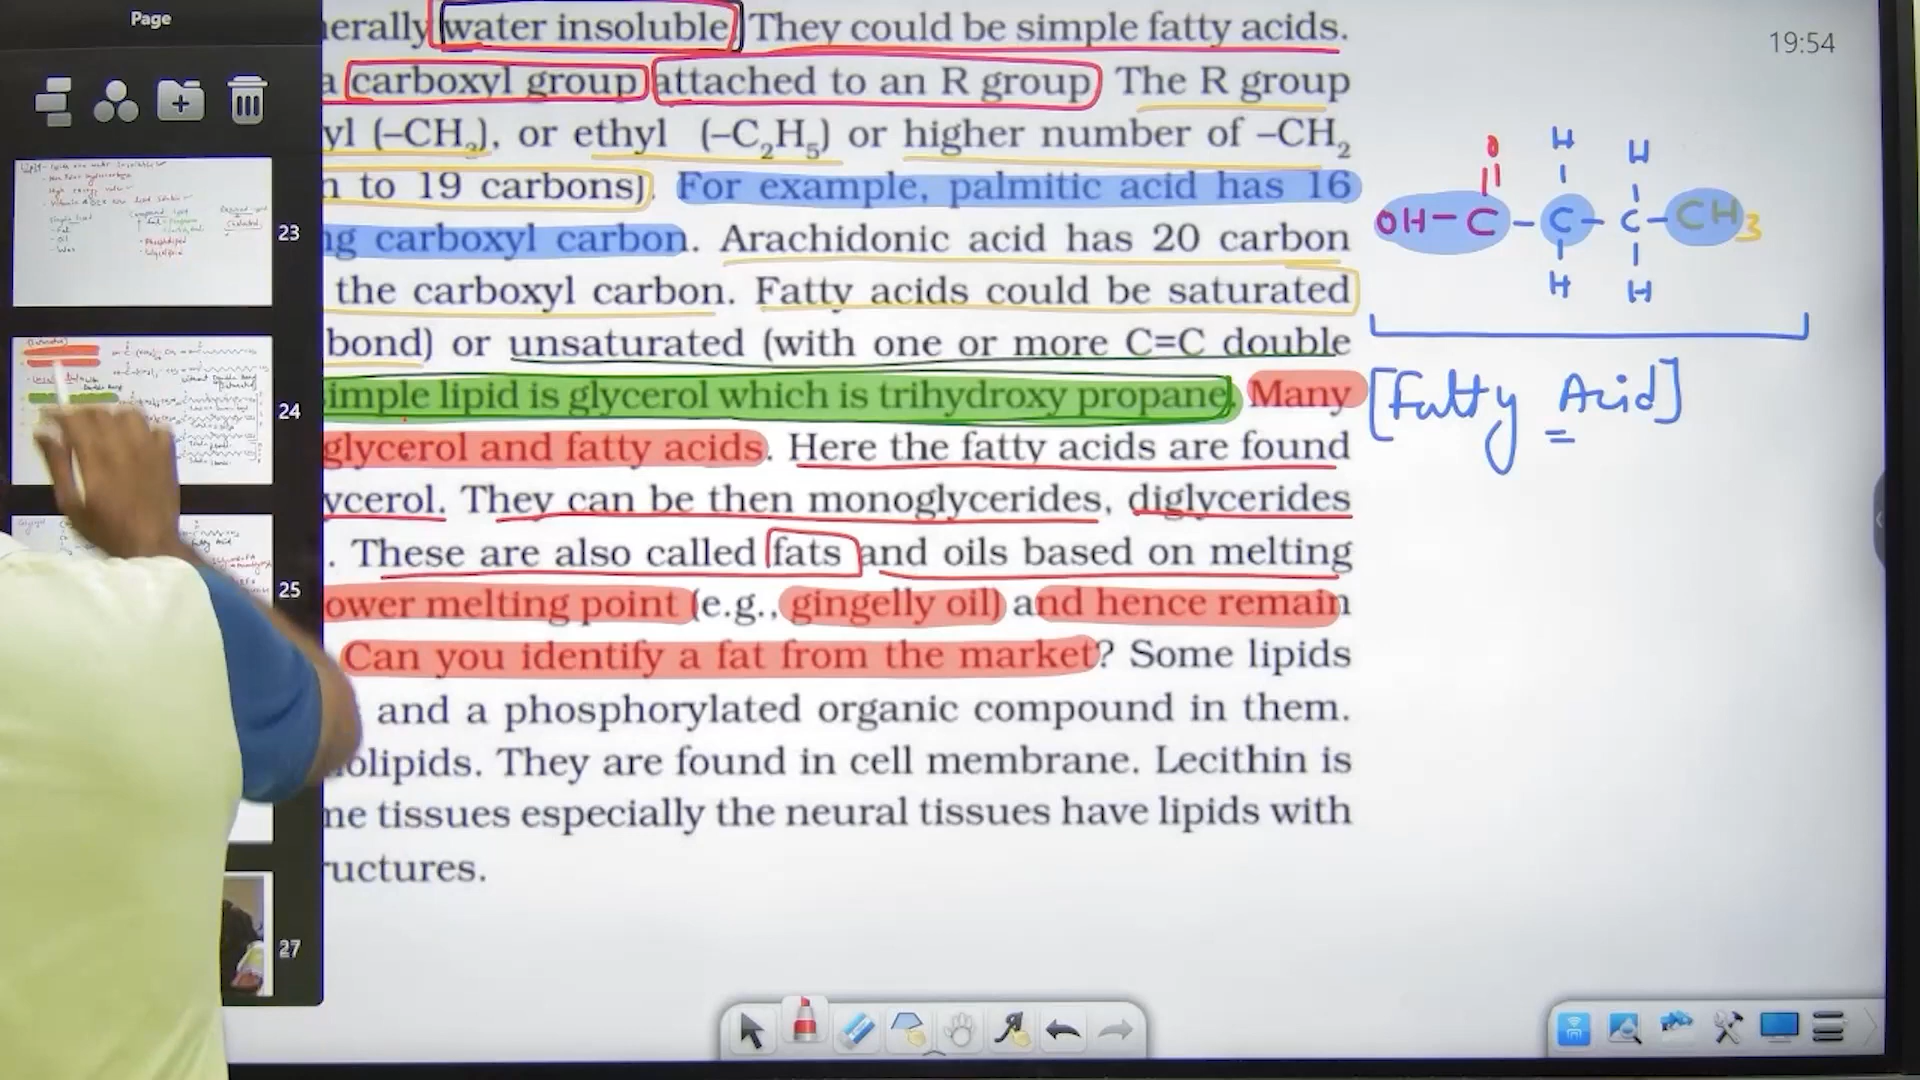 Page
19:54
nerally water insoluble. They could be simple fatty acids.
a carboxyl group attached to an R group. The R group
yl (–CH3), or ethyl (–C2H5) or higher number of –CH2
n to 19 carbons). For example, palmitic acid has 16
ng carboxyl carbon. Arachidonic acid has 20 carbon
the carboxyl carbon. Fatty acids could be saturated
bond) or unsaturated (with one or more C=C double
simple lipid is glycerol which is trihydroxy propane. Many
glycerol and fatty acids. Here the fatty acids are found
ycerol. They can be then monoglycerides, diglycerides
. These are also called fats and oils based on melting
ower melting point (e.g., gingelly oil) and hence remain
Can you identify a fat from the market? Some lipids
and a phosphorylated organic compound in them.
olipids. They are found in cell membrane. Lecithin is
me tissues especially the neural tissues have lipids with
ructures.
O H H
OH–C–C–C–CH3
H H
[Fatty Acid]
23
24
25
27